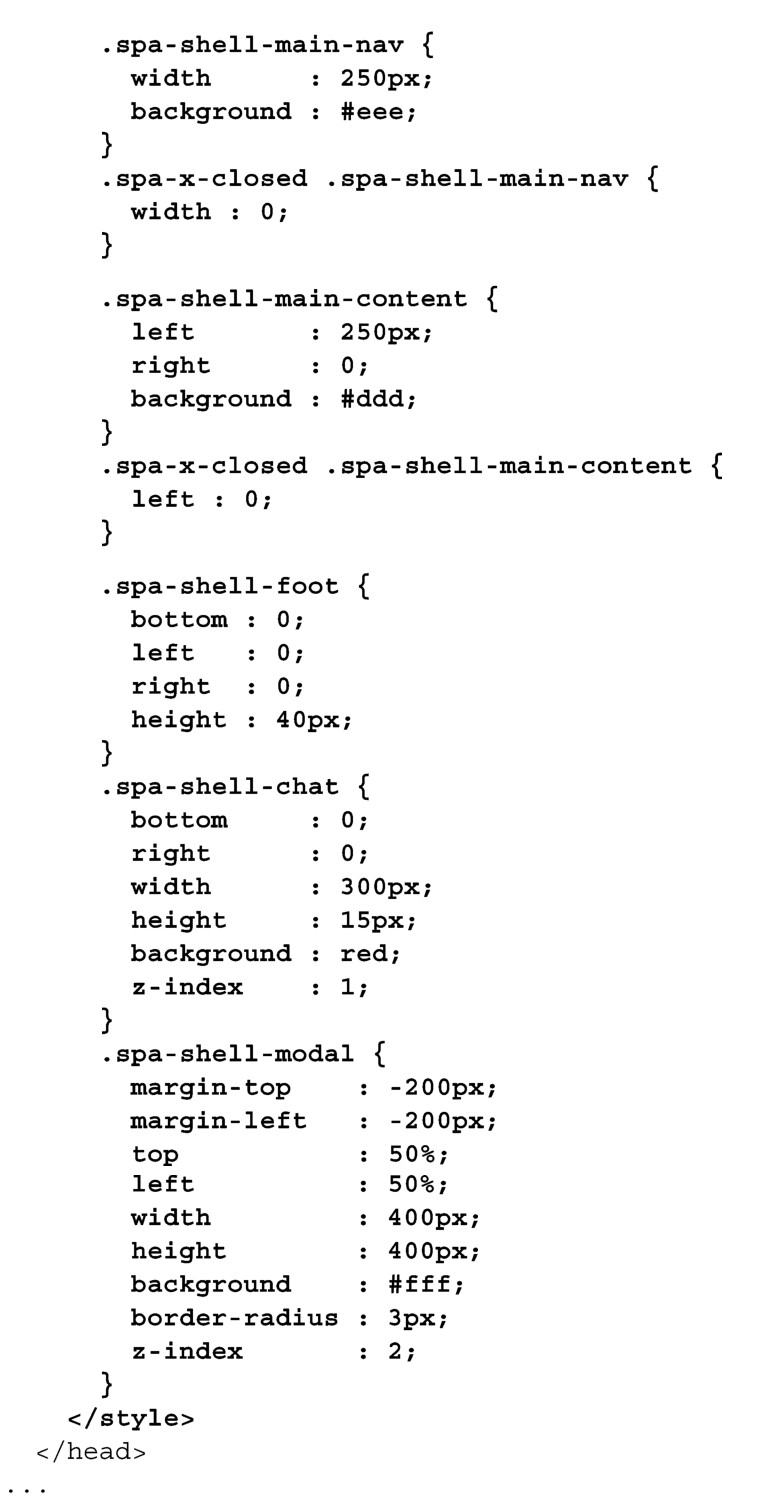 .spa-shell-main-nav {
  width      : 250px;
  background : #eee;
}
.spa-x-closed .spa-shell-main-nav {
  width : 0;
}
.spa-shell-main-content {
  left       : 250px;
  right      : 0;
  background : #ddd;
}
.spa-x-closed .spa-shell-main-content {
  left : 0;
}
.spa-shell-foot {
  bottom : 0;
  left   : 0;
  right  : 0;
  height : 40px;
}
.spa-shell-chat {
  bottom     : 0;
  right      : 0;
  width      : 300px;
  height     : 15px;
  background : red;
  z-index    : 1;
}
.spa-shell-modal {
  margin-top    : -200px;
  margin-left   : -200px;
  top           : 50%;
  left          : 50%;
  width         : 400px;
  height        : 400px;
  background    : #fff;
  border-radius : 3px;
  z-index       : 2;
}
</style>
</head>
...